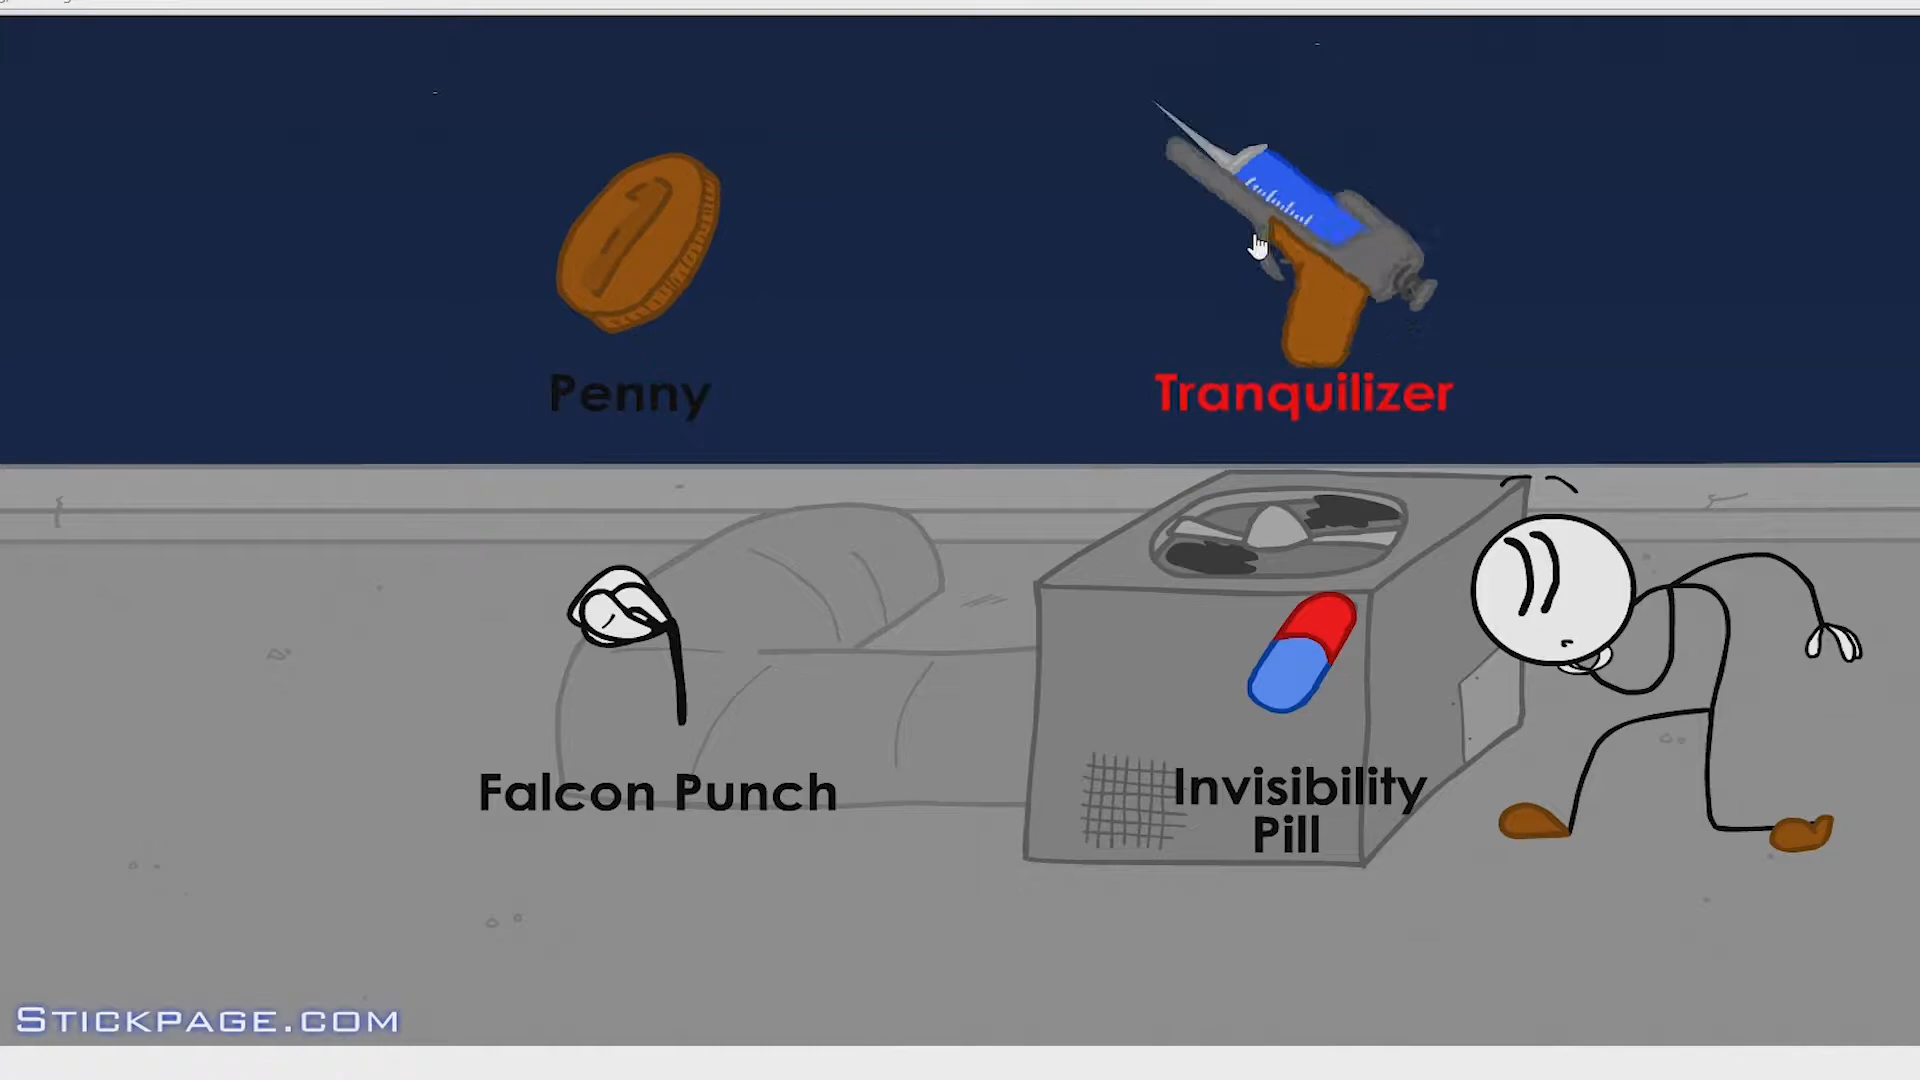 Penny
Tranquilizer
Falcon Punch
Invisibility
Pill
STICKPAGE.COM